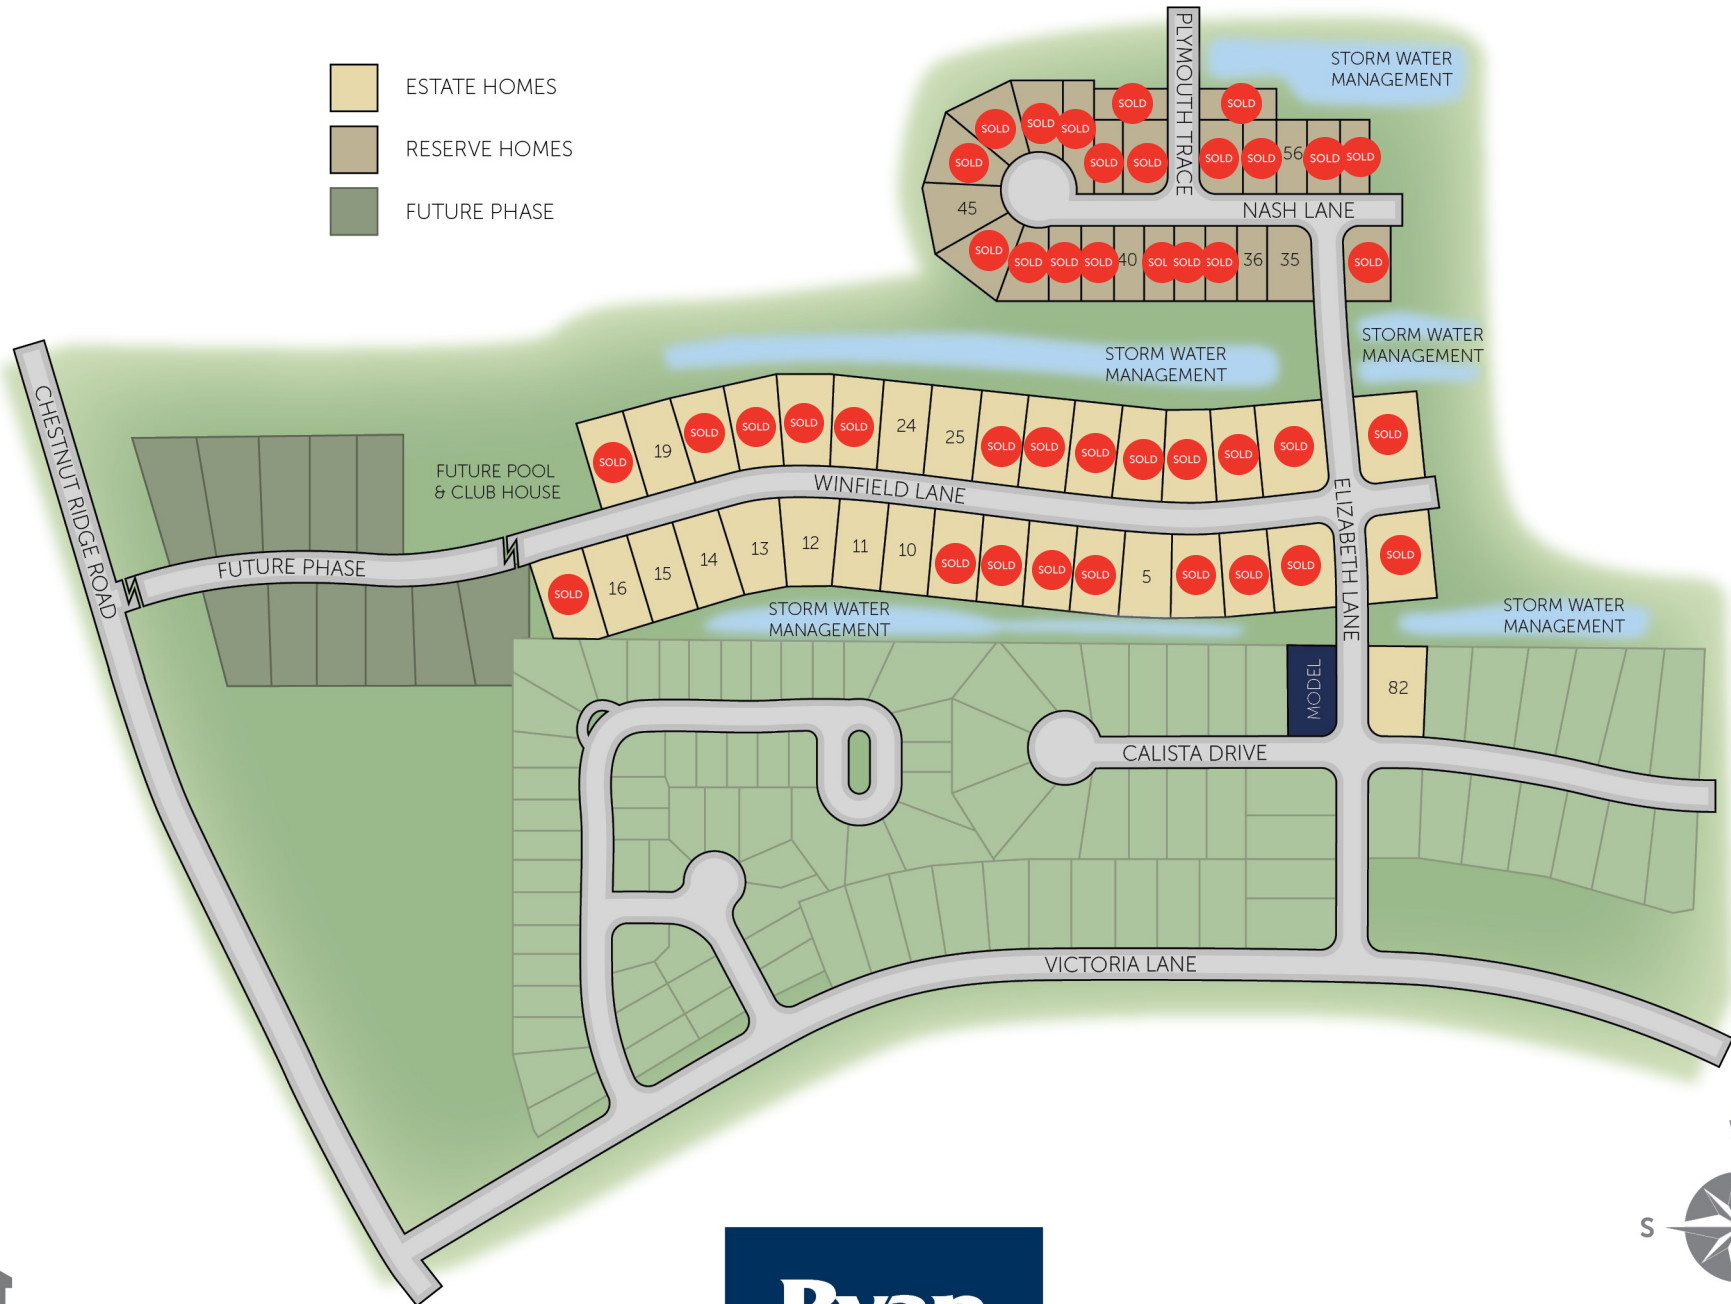 ESTATE HOMES
RESERVE HOMES
FUTURE PHASE
PLYMOUTH TRACE
STORM WATER
MANAGEMENT
SOLD SOLD
SOLD SOLD SOLD
SOLD SOLD SOLD SOLD SOLD 56 SOLD SOLD
45
NASH LANE
SOLD SOLD SOLD SOLD 40 SOL SOLD SOLD 36 35 SOLD
STORM WATER
MANAGEMENT
STORM WATER
MANAGEMENT
CHESTNUT RIDGE ROAD
FUTURE POOL
& CLUB HOUSE
SOLD 19 SOLD SOLD SOLD SOLD 24 25 SOLD SOLD SOLD SOLD SOLD SOLD SOLD SOLD
WINFIELD LANE
ELIZABETH LANE
FUTURE PHASE
SOLD 16 15 14 13 12 11 10 SOLD SOLD SOLD SOLD 5 SOLD SOLD SOLD SOLD
STORM WATER
MANAGEMENT
STORM WATER
MANAGEMENT
MODEL
82
CALISTA DRIVE
VICTORIA LANE
S
Ryan